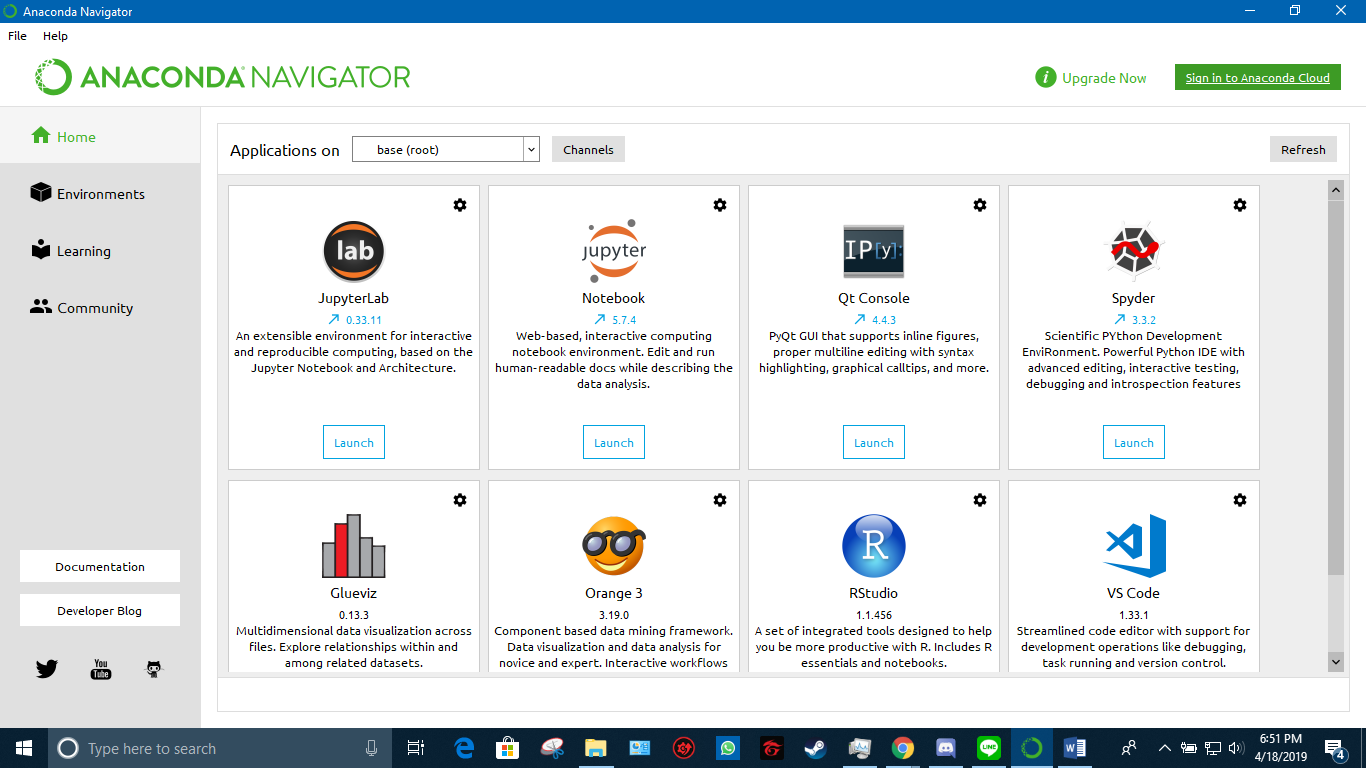 Anaconda Navigator
File Help
ANACONDA NAVIGATOR
i Upgrade Now
Sign in to Anaconda Cloud
Home
Environments
Learning
Community
Documentation
Developer Blog
You
Tube
Applications on
base (root)
Channels
Refresh
lab
JupyterLab
0.33.11
An extensible environment for interactive
and reproducible computing, based on the
Jupyter Notebook and Architecture.
Launch
jupyter
Notebook
5.7.4
Web-based, interactive computing
notebook environment. Edit and run
human-readable docs while describing the
data analysis.
Launch
IP[y]:
Qt Console
4.4.3
PyQt GUI that supports inline figures,
proper multiline editing with syntax
highlighting, graphical calltips, and more.
Launch
Spyder
3.3.2
Scientific PYthon Development
EnviRonment. Powerful Python IDE with
advanced editing, interactive testing,
debugging and introspection features
Launch
Glueviz
0.13.3
Multidimensional data visualization across
files. Explore relationships within and
among related datasets.
Orange 3
3.19.0
Component based data mining framework.
Data visualization and data analysis for
novice and expert. Interactive workflows
R
RStudio
1.1.456
A set of integrated tools designed to help
you be more productive with R. Includes R
essentials and notebooks.
VS Code
1.33.1
Streamlined code editor with support for
development operations like debugging,
task running and version control.
Type here to search
LINE
W
6:51 PM
4/18/2019
4